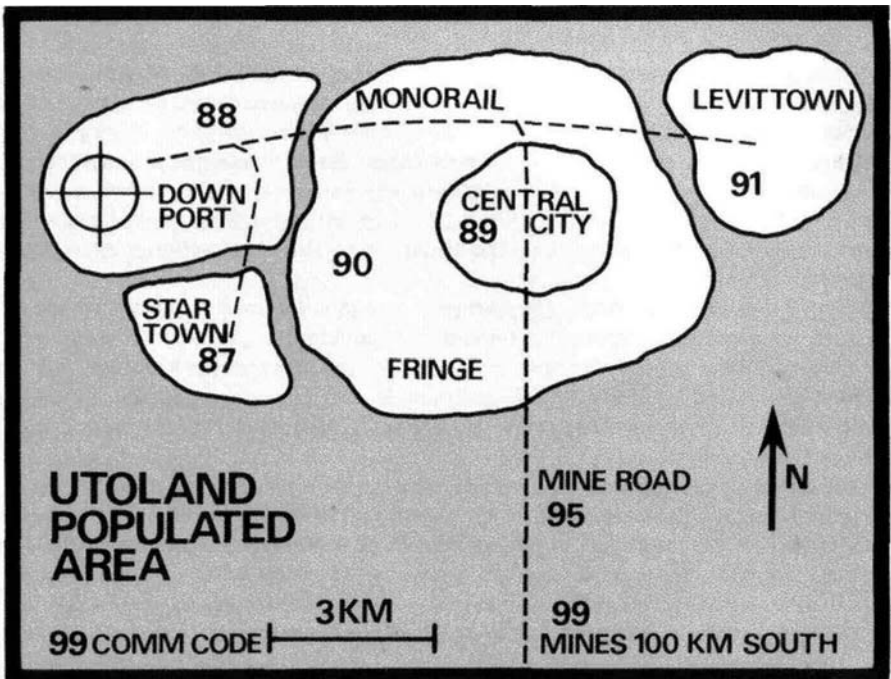 88
MONORAIL
LEVITTOWN
DOWN
PORT
91
CENTRAL
89 CITY
90
STAR
TOWN
87
FRINGE
UTOLAND
POPULATED
AREA
MINE ROAD
95
N
3KM
99 COMM CODE
99
MINES 100 KM SOUTH